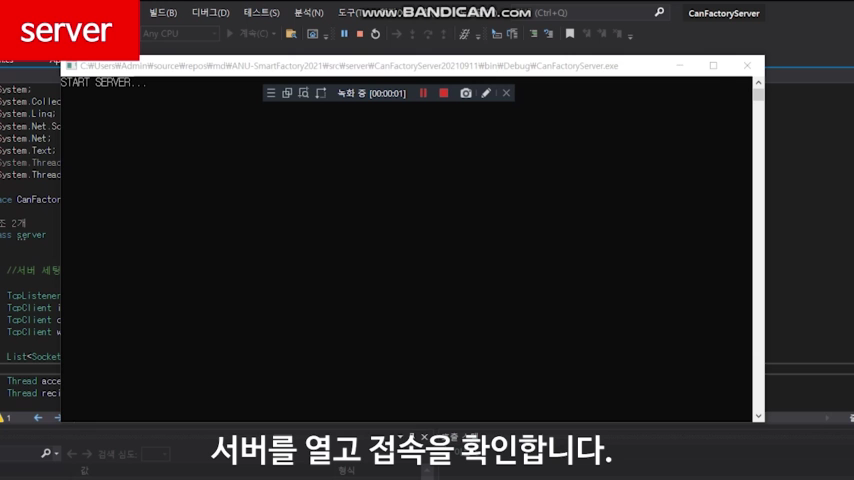 server
빌드(B) 디버그(D) 테스트(S) 분석(N) 도구(T)
www.BANDICAM.com
(Ctrl+Q)
CanFactoryServer
Any CPU
계속(C)
C:₩Users₩Admin₩source₩repos₩md₩ANU-SmartFactory2021₩src₩server₩CanFactoryServer20210911₩bin₩Debug₩CanFactoryServer.exe
START SERVER...
녹화 중 [00:00:01]
System;
System.Collec
System.Linq;
System.Net.So
System.Net;
System.Text;
System.Thread
System.Thread
ace CanFactor
조 2개
ass server
//서버 세팅
TcpListener
TcpClient i
TcpClient c
TcpClient w
List<Socket
Thread acce
Thread reci
1
검색 심도:
값
형식
서버를 열고 접속을 확인합니다.